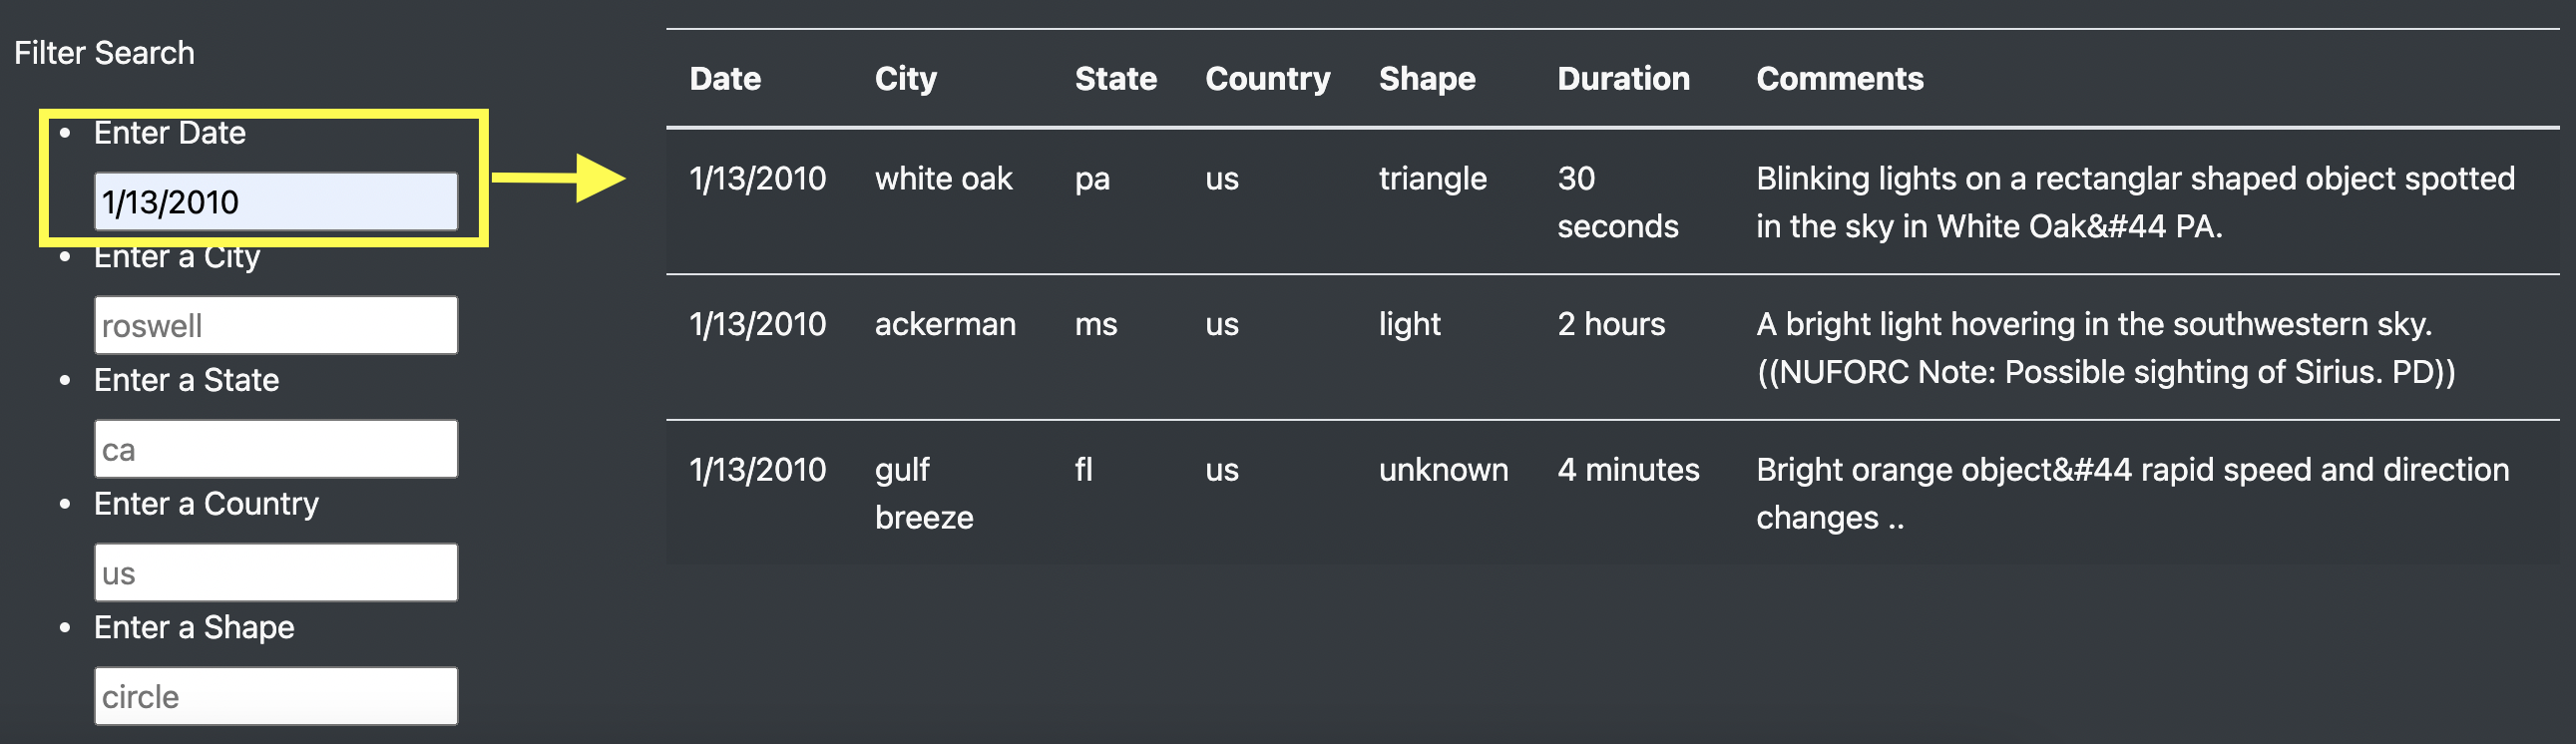 Filter Search
Enter Date
1/13/2010
Enter a City
roswell
Enter a State
ca
Enter a Country
us
Enter a Shape
circle
Date City State Country Shape Duration Comments
1/13/2010 white oak pa us triangle 30 Blinking lights on a rectanglar shaped object spotted
seconds in the sky in White Oak&#44 PA.
1/13/2010 ackerman ms us light 2 hours A bright light hovering in the southwestern sky.
((NUFORC Note: Possible sighting of Sirius. PD))
1/13/2010 gulf fl us unknown 4 minutes Bright orange object&#44 rapid speed and direction
breeze changes ..